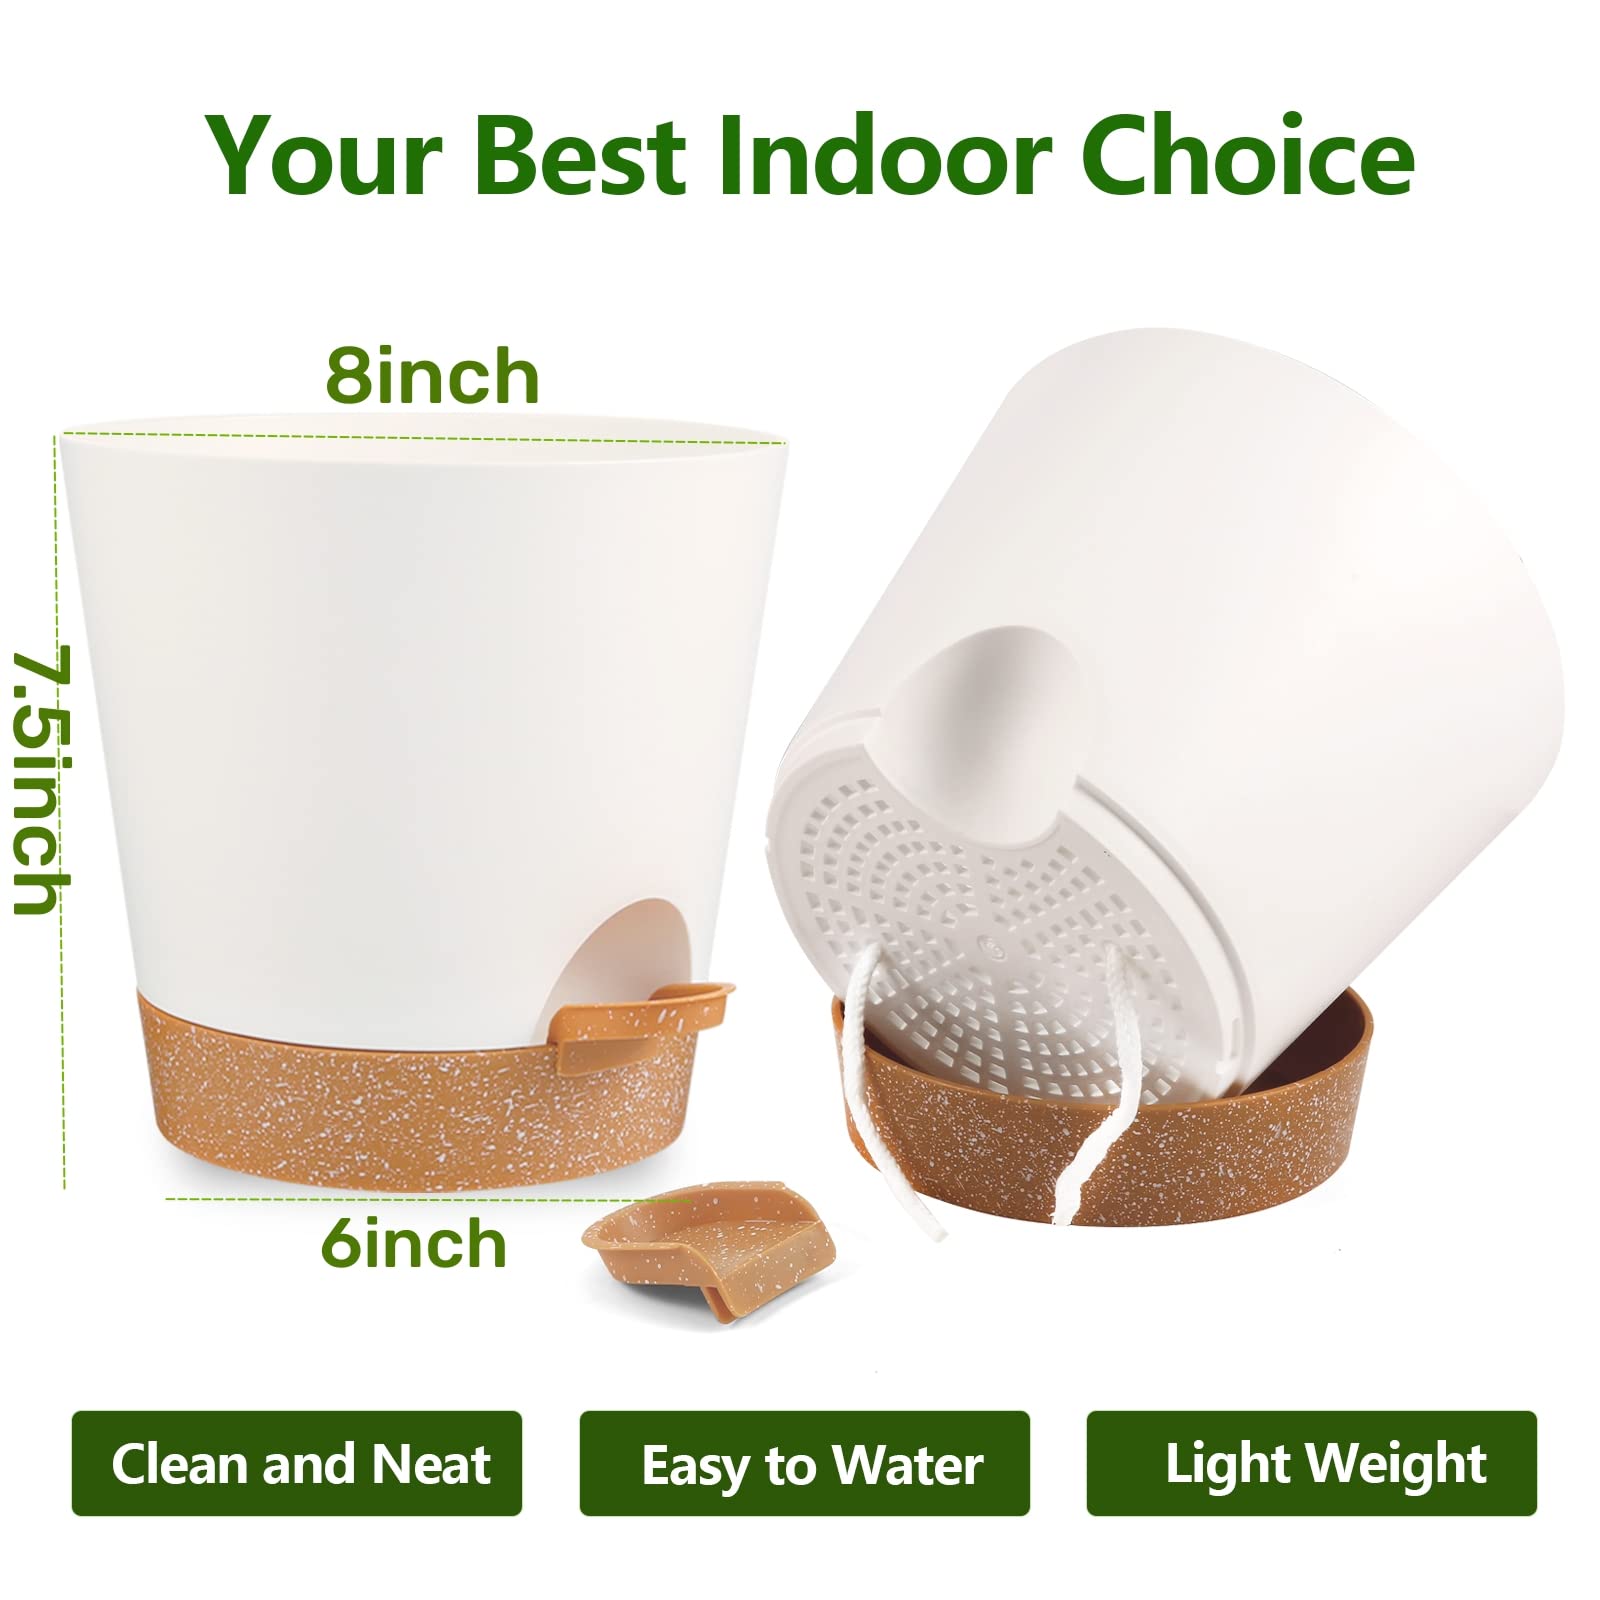 Your Best Indoor Choice
8inch
7.5inch
6inch
Clean and Neat
Easy to Water
Light Weight